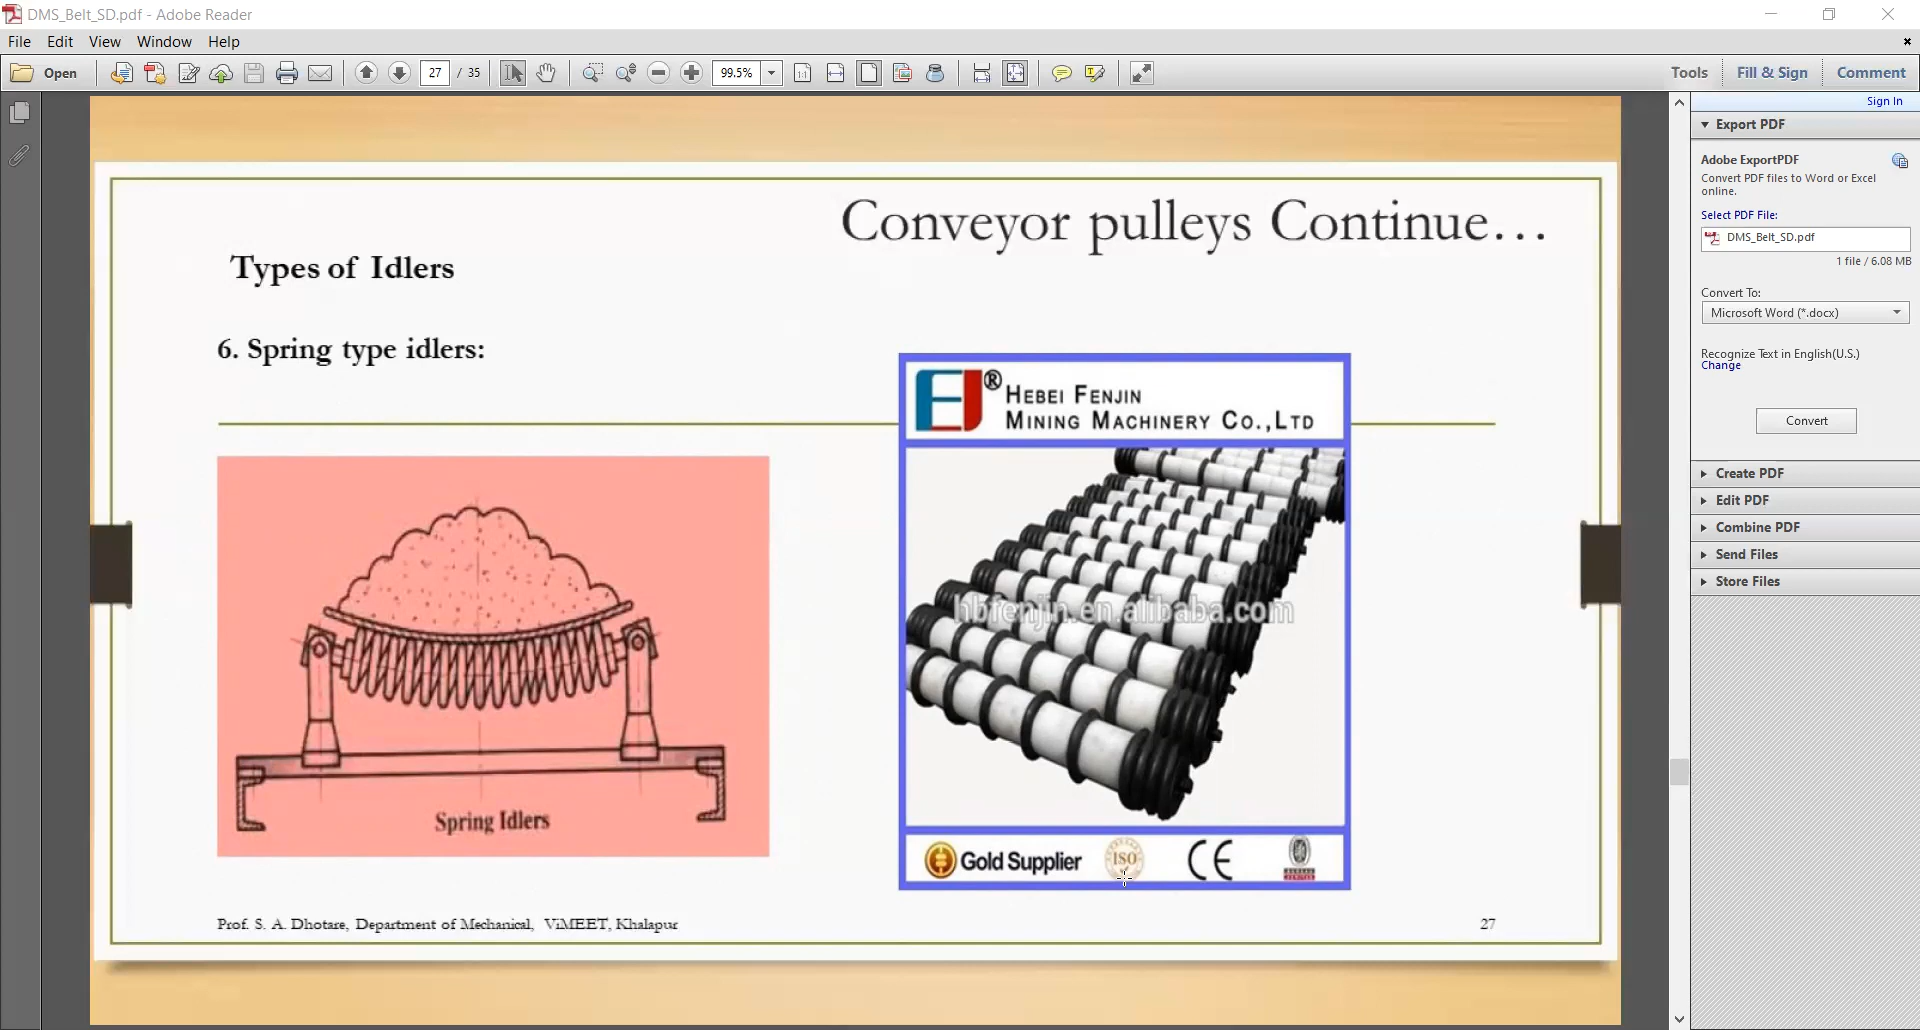 DMS_Belt_SD.pdf - Adobe Reader
File Edit View Window Help
Open 27 / 35 99.5% Tools Fill & Sign Comment
Sign In
Export PDF
Adobe ExportPDF
Convert PDF files to Word or Excel
online.
Select PDF File:
DMS_Belt_SD.pdf
1 file / 6.08 MB
Convert To:
Microsoft Word (*.docx)
Recognize Text in English(U.S.)
Change
Convert
Create PDF
Edit PDF
Combine PDF
Send Files
Store Files
Conveyor pulleys Continue...
Types of Idlers
6. Spring type idlers:
Spring Idlers
EJ®
HEBEI FENJIN
MINING MACHINERY CO.,LTD
hbfenjin.en.alibaba.com
Gold Supplier ISO CE
Prof. S. A. Dhotare, Department of Mechanical, ViMEET, Khalapur 27